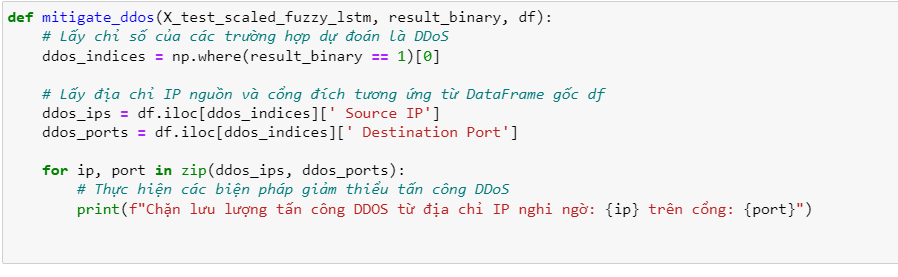 def mitigate_ddos(X_test_scaled_fuzzy_lstm, result_binary, df):
    # Lấy chỉ số của các trường hợp dự đoán là DDoS
    ddos_indices = np.where(result_binary == 1)[0]

    # Lấy địa chỉ IP nguồn và cổng đích tương ứng từ DataFrame gốc df
    ddos_ips = df.iloc[ddos_indices][' Source IP']
    ddos_ports = df.iloc[ddos_indices][' Destination Port']

    for ip, port in zip(ddos_ips, ddos_ports):
        # Thực hiện các biện pháp giảm thiểu tấn công DDoS
        print(f"Chặn lưu lượng tấn công DDOS từ địa chỉ IP nghi ngờ: {ip} trên cổng: {port}")